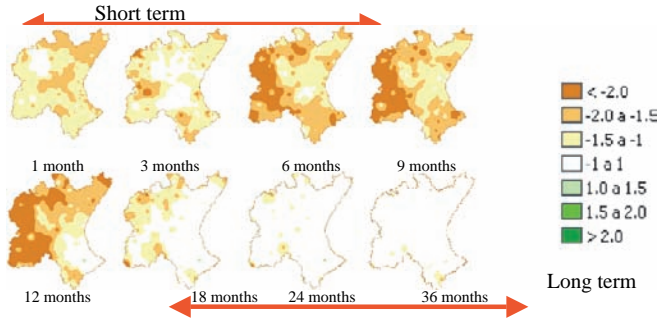 Short term
1 month
3 months
6 months
9 months
< -2.0
-2.0 a -1.5
-1.5 a -1
-1 a 1
1.0 a 1.5
1.5 a 2.0
> 2.0
12 months
18 months
24 months
36 months
Long term